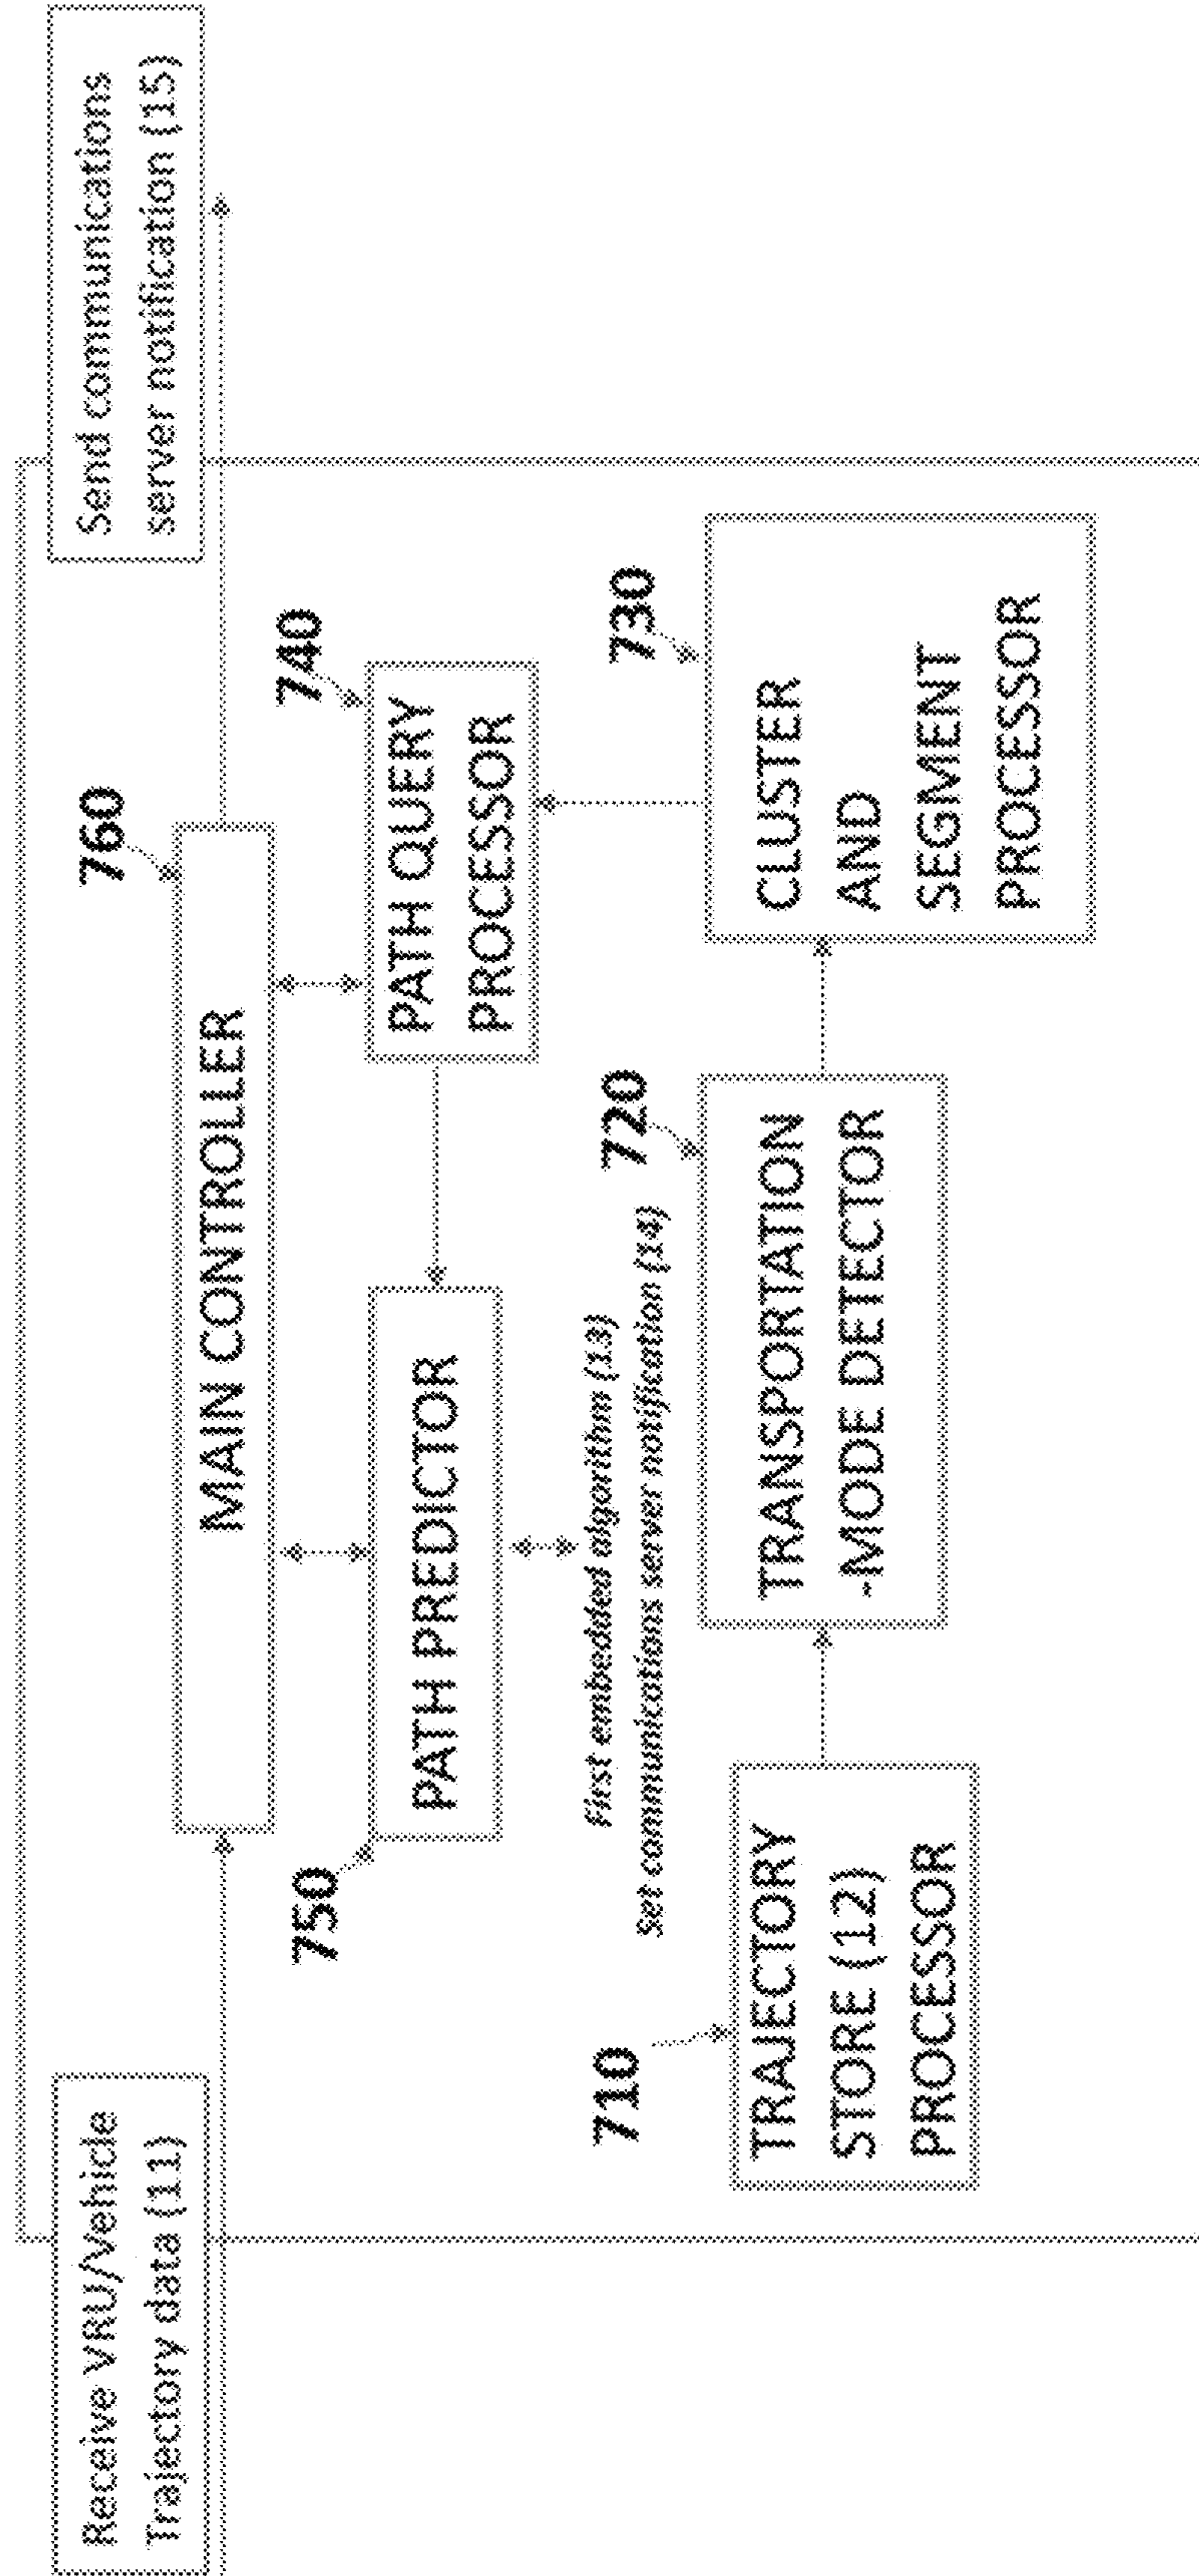 Receive VRU/Vehicle
Trajectory data (11)
Send communications
server notification (15)
760
MAIN CONTROLLER
750
PATH PREDICTOR
740
PATH QUERY
PROCESSOR
First embedded algorithm (13)
Set communications server notification (14)
710
TRAJECTORY
STORE (12)
PROCESSOR
720
TRANSPORTATION
-MODE DETECTOR
730
CLUSTER
AND
SEGMENT
PROCESSOR